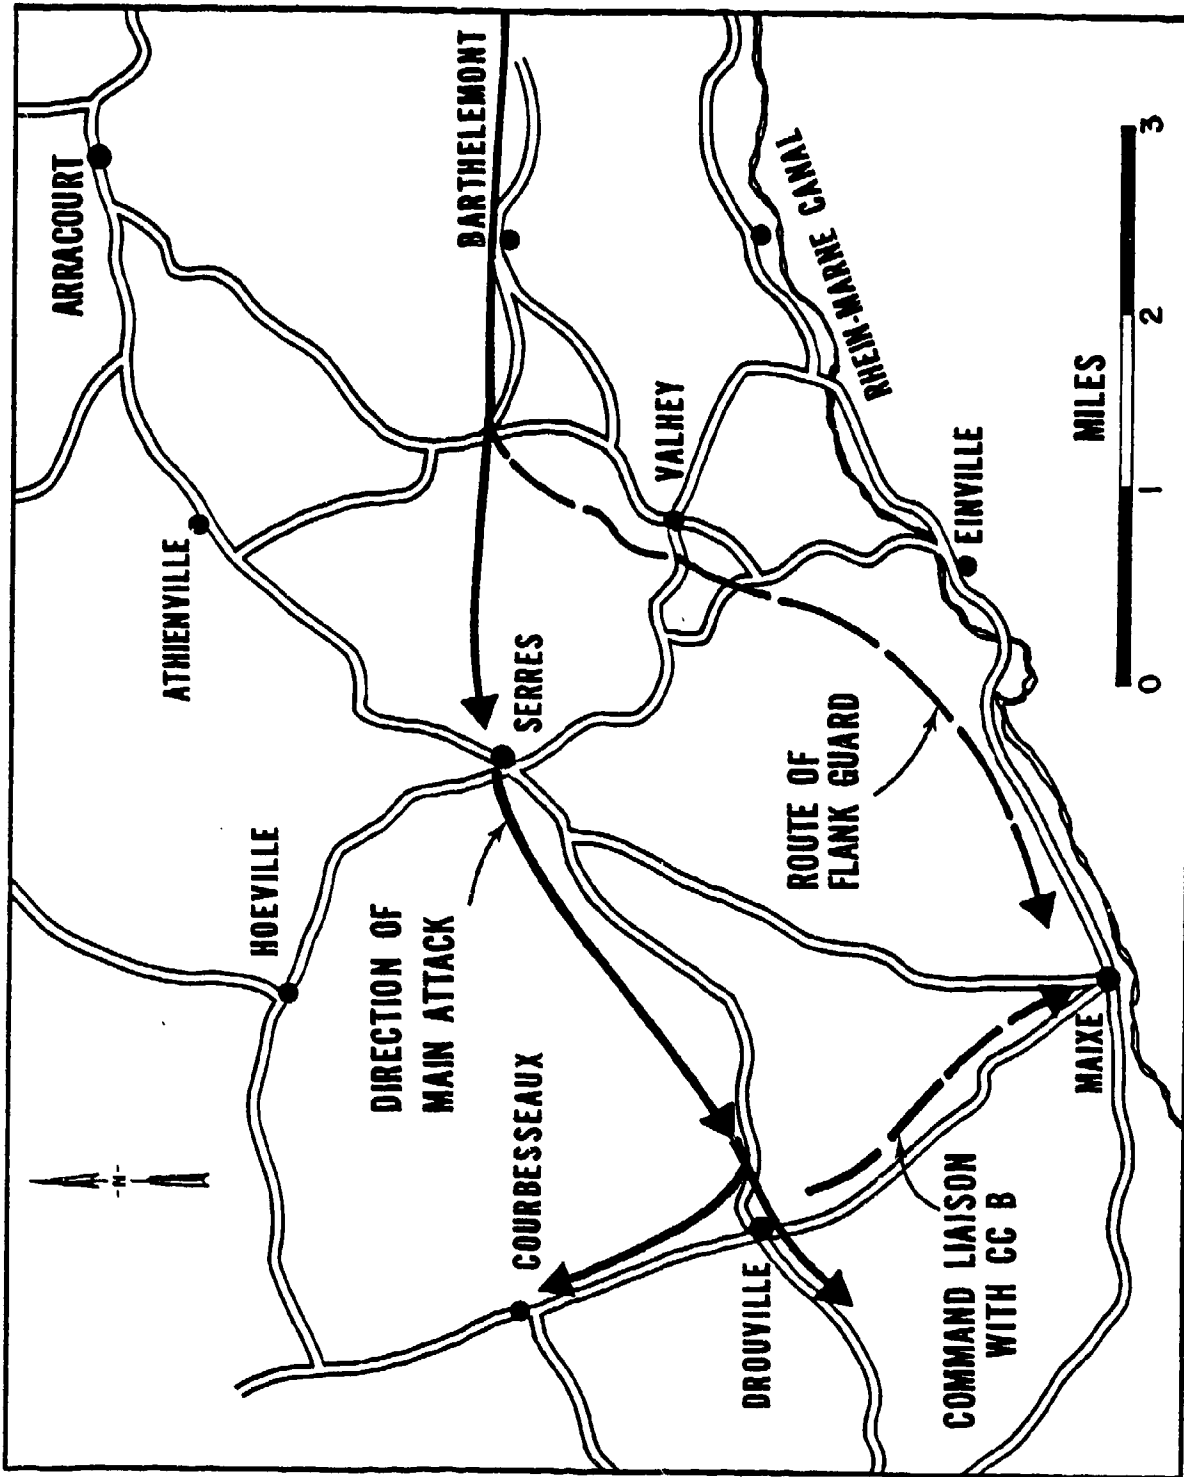 ARRACOURT
-N-
ATHIENVILLE
HOEVILLE
DIRECTION OF
MAIN ATTACK
BARTHELEMONT
COURBESSEAUX
SERRES
VALHEY
DROUVILLE
ROUTE OF
FLANK GUARD
RHEIN-MARNE CANAL
COMMAND LIAISON
WITH CC B
EINVILLE
MAIXE
MILES
0 1 2 3